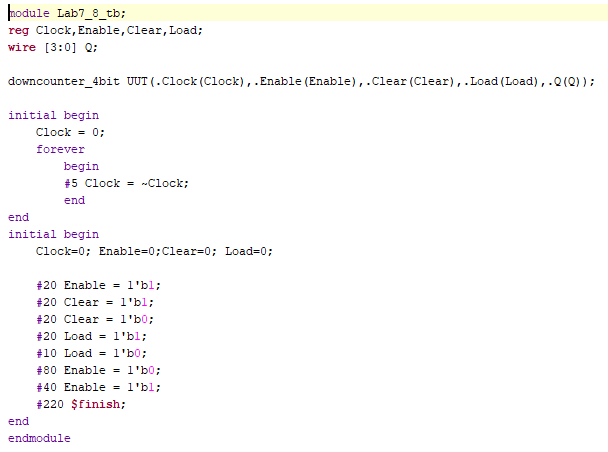 module Lab7_8_tb;
reg Clock,Enable,Clear,Load;
wire [3:0] Q;
downcounter_4bit UUT(.Clock(Clock),.Enable(Enable),.Clear(Clear),.Load(Load),.Q(Q));
initial begin
Clock = 0;
forever
begin
#5 Clock = ~Clock;
end
end
initial begin
Clock=0; Enable=0;Clear=0; Load=0;
#20 Enable = 1'b1;
#20 Clear = 1'b1;
#20 Clear = 1'b0;
#20 Load = 1'b1;
#10 Load = 1'b0;
#80 Enable = 1'b0;
#40 Enable = 1'b1;
#220 $finish;
end
endmodule